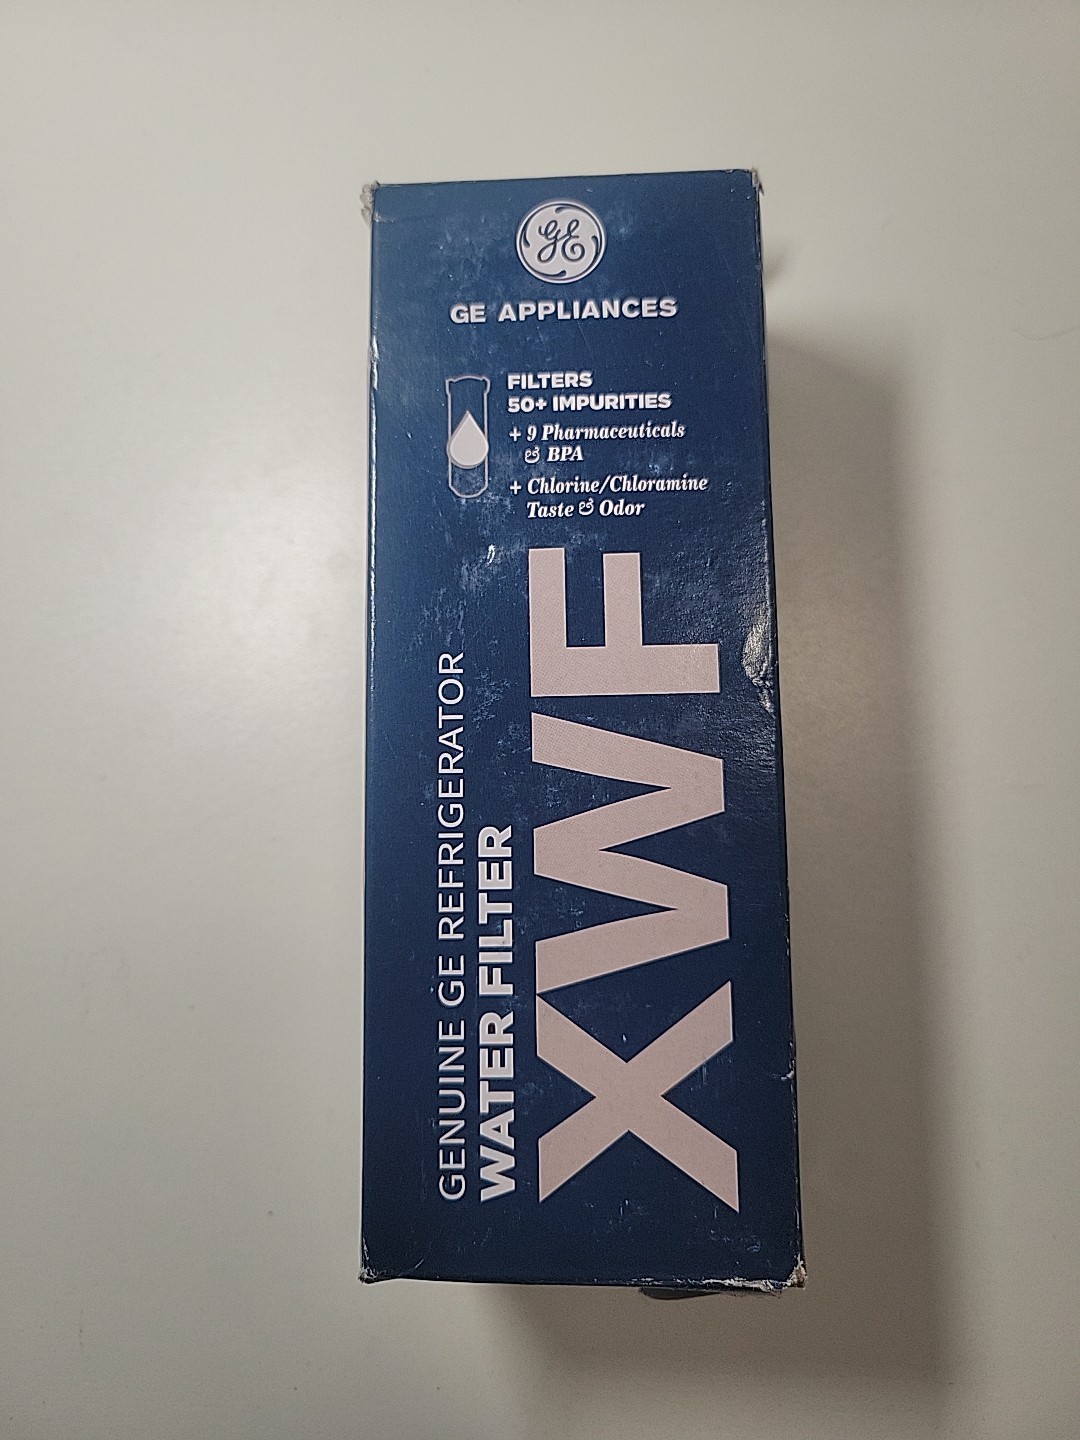 GE
GE APPLIANCES
FILTERS
50+ IMPURITIES
+ 9 Pharmaceuticals
& BPA
+ Chlorine/Chloramine
Taste & Odor
GENUINE GE REFRIGERATOR
WATER FILTER
XWF